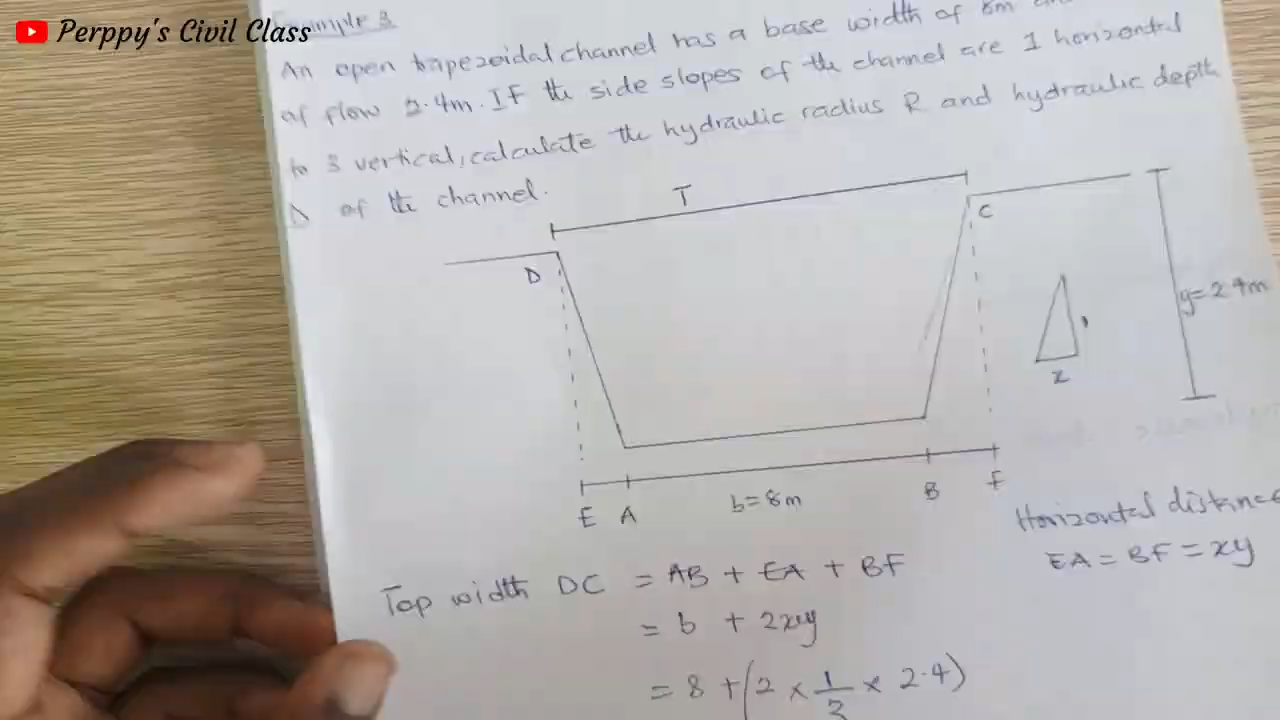 Perppy's Civil Class
Example 3
An open trapezoidal channel has a base width of 8m
of flow 2.4m. IF the side slopes of the channel are 1 horizontal
to 3 vertical, calculate the hydraulic radius R and hydraulic depth
D of the channel.
T
D
C
y=2.4m
1
x
b=8m
E A
B
F
Horizontal distance
EA = BF = xy
Top width DC = AB + EA + BF
= b + 2xy
= 8 + (2 × 1/3 × 2.4)